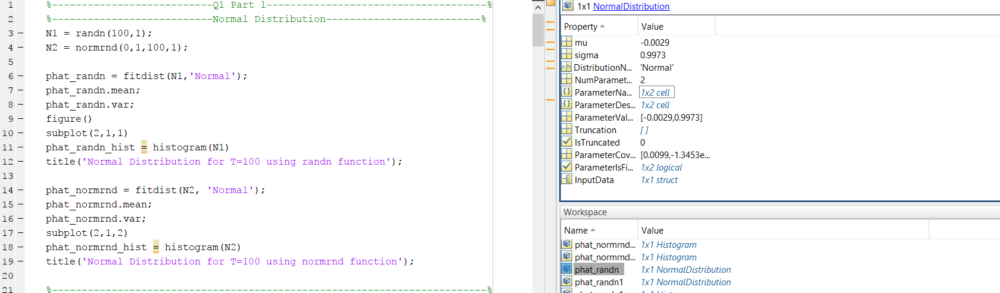 1 %---------------------------Q1 Part 1-------------------------------------%
2 %---------------------------Normal Distribution--------------------------%
3 – N1 = randn(100,1);
4 – N2 = normrnd(0,1,100,1);
5
6 – phat_randn = fitdist(N1,'Normal');
7 – phat_randn.mean;
8 – phat_randn.var;
9 – figure()
10 – subplot(2,1,1)
11 – phat_randn_hist = histogram(N1)
12 – title('Normal Distribution for T=100 using randn function');
13
14 – phat_normrnd = fitdist(N2, 'Normal');
15 – phat_normrnd.mean;
16 – phat_normrnd.var;
17 – subplot(2,1,2)
18 – phat_normrnd_hist = histogram(N2)
19 – title('Normal Distribution for T=100 using normrnd function');
20
21 %-------------------------------------------------------------------------%
1x1 NormalDistribution
Property Value
mu -0.0029
sigma 0.9973
DistributionN... 'Normal'
NumParamet... 2
ParameterNa... 1x2 cell
ParameterDes... 1x2 cell
ParameterVal... [-0.0029,0.9973]
Truncation [ ]
IsTruncated 0
ParameterCov... [0.0099,-1.3453e...
ParameterIsFi... 1x2 logical
InputData 1x1 struct
Workspace
Name Value
phat_normrnd... 1x1 Histogram
phat_normrnd... 1x1 Histogram
phat_randn 1x1 NormalDistribution
phat_randn1 1x1 NormalDistribution